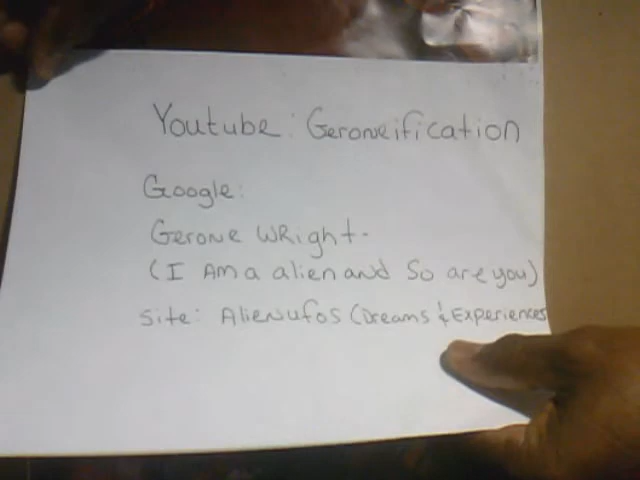 Youtube: Geroneification
Google:
Gerone Wright-
(I Am a alien and So are you)
Site: Alienufos (Dreams & Experiences